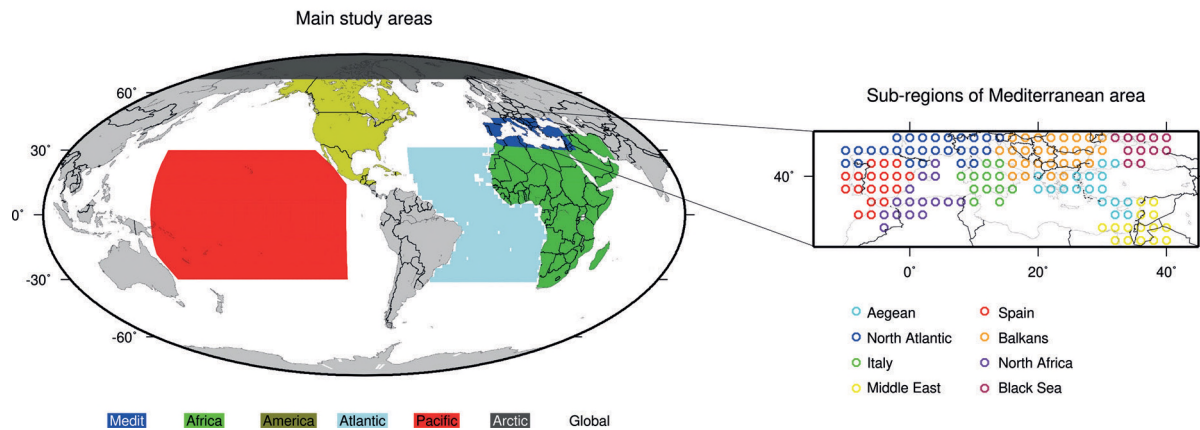 Main study areas
60°
30°
0°
-30°
-60°
Medit Africa America Atlantic Pacific Arctic Global
Sub-regions of Mediterranean area
40°
0° 20° 40°
Aegean Spain
North Atlantic Balkans
Italy North Africa
Middle East Black Sea